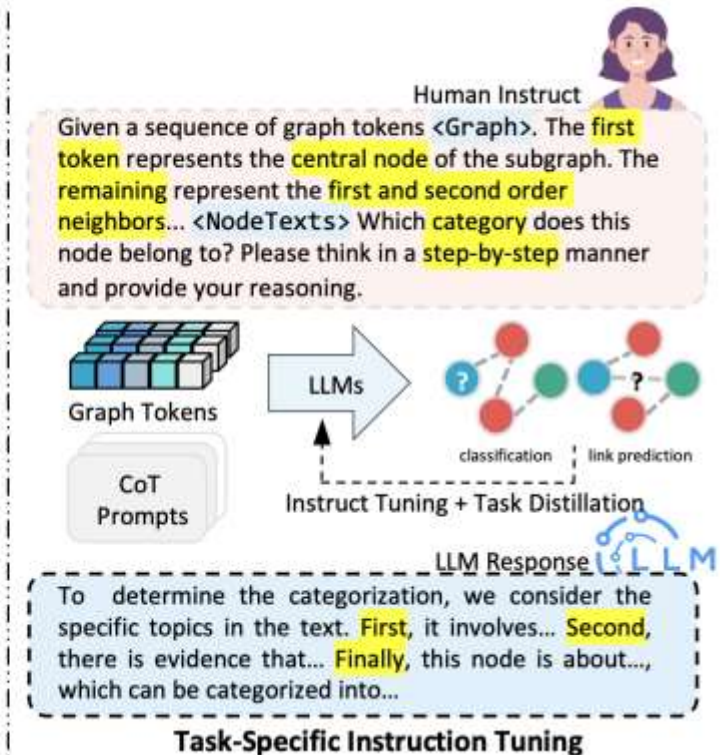 Human Instruct
Given a sequence of graph tokens <Graph>. The first
token represents the central node of the subgraph. The
remaining represent the first and second order
neighbors... <NodeTexts> Which category does this
node belong to? Please think in a step-by-step manner
and provide your reasoning.
LLMs
?
?
Graph Tokens
classification
link prediction
CoT
Prompts
Instruct Tuning + Task Distillation
LLM Response
LLM
To determine the categorization, we consider the
specific topics in the text. First, it involves... Second,
there is evidence that... Finally, this node is about...,
which can be categorized into...
Task-Specific Instruction Tuning